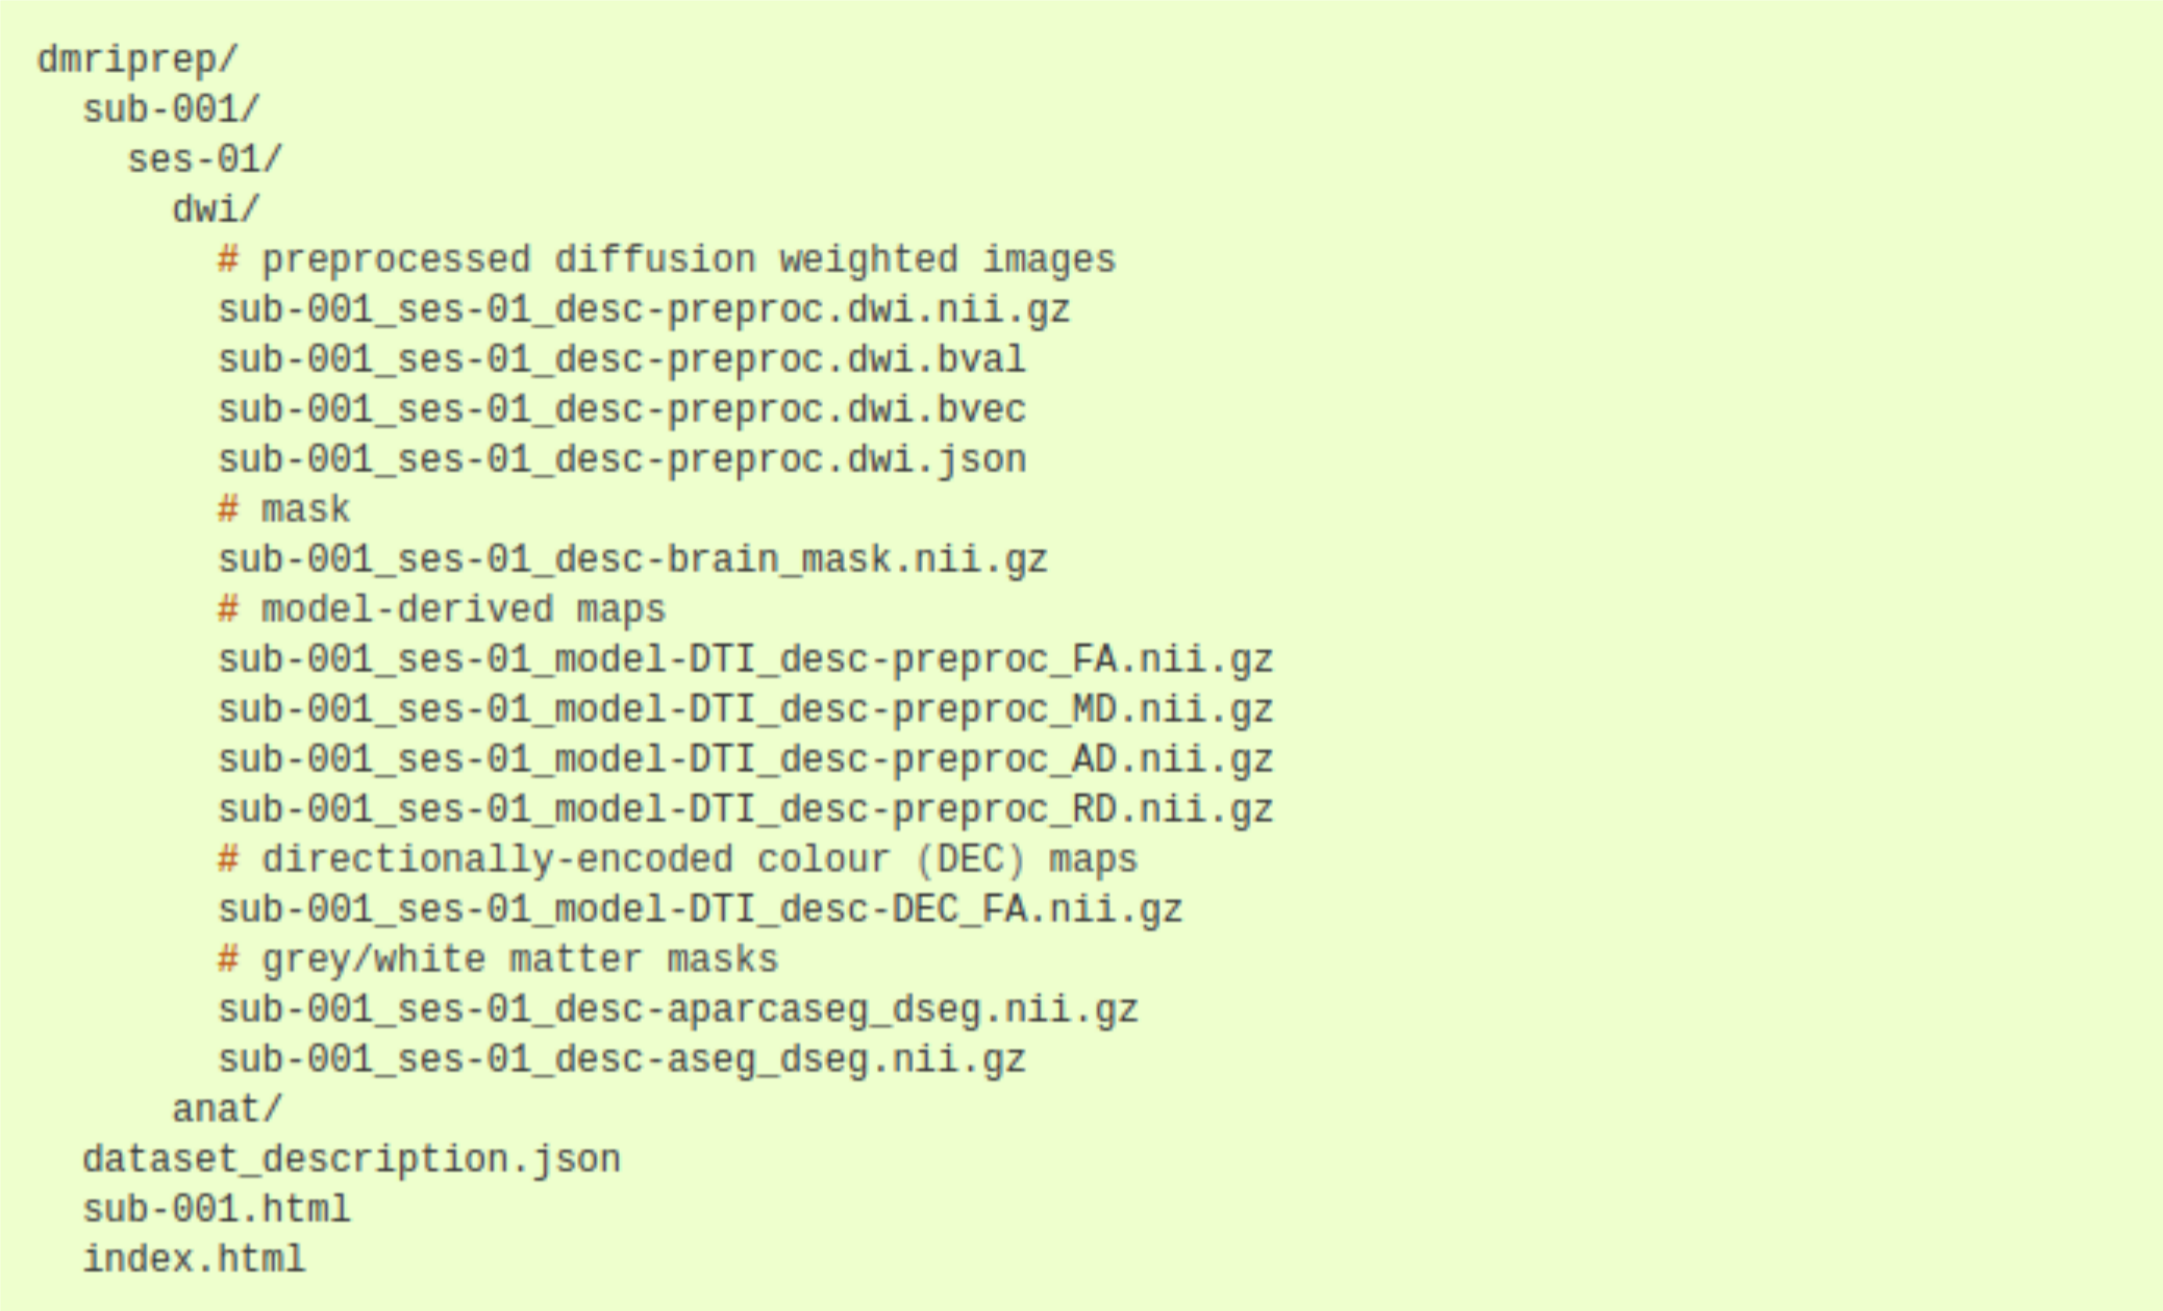 dmriprep/
  sub-001/
    ses-01/
      dwi/
        # preprocessed diffusion weighted images
        sub-001_ses-01_desc-preproc.dwi.nii.gz
        sub-001_ses-01_desc-preproc.dwi.bval
        sub-001_ses-01_desc-preproc.dwi.bvec
        sub-001_ses-01_desc-preproc.dwi.json
        # mask
        sub-001_ses-01_desc-brain_mask.nii.gz
        # model-derived maps
        sub-001_ses-01_model-DTI_desc-preproc_FA.nii.gz
        sub-001_ses-01_model-DTI_desc-preproc_MD.nii.gz
        sub-001_ses-01_model-DTI_desc-preproc_AD.nii.gz
        sub-001_ses-01_model-DTI_desc-preproc_RD.nii.gz
        # directionally-encoded colour (DEC) maps
        sub-001_ses-01_model-DTI_desc-DEC_FA.nii.gz
        # grey/white matter masks
        sub-001_ses-01_desc-aparcaseg_dseg.nii.gz
        sub-001_ses-01_desc-aseg_dseg.nii.gz
      anat/
  dataset_description.json
  sub-001.html
  index.html